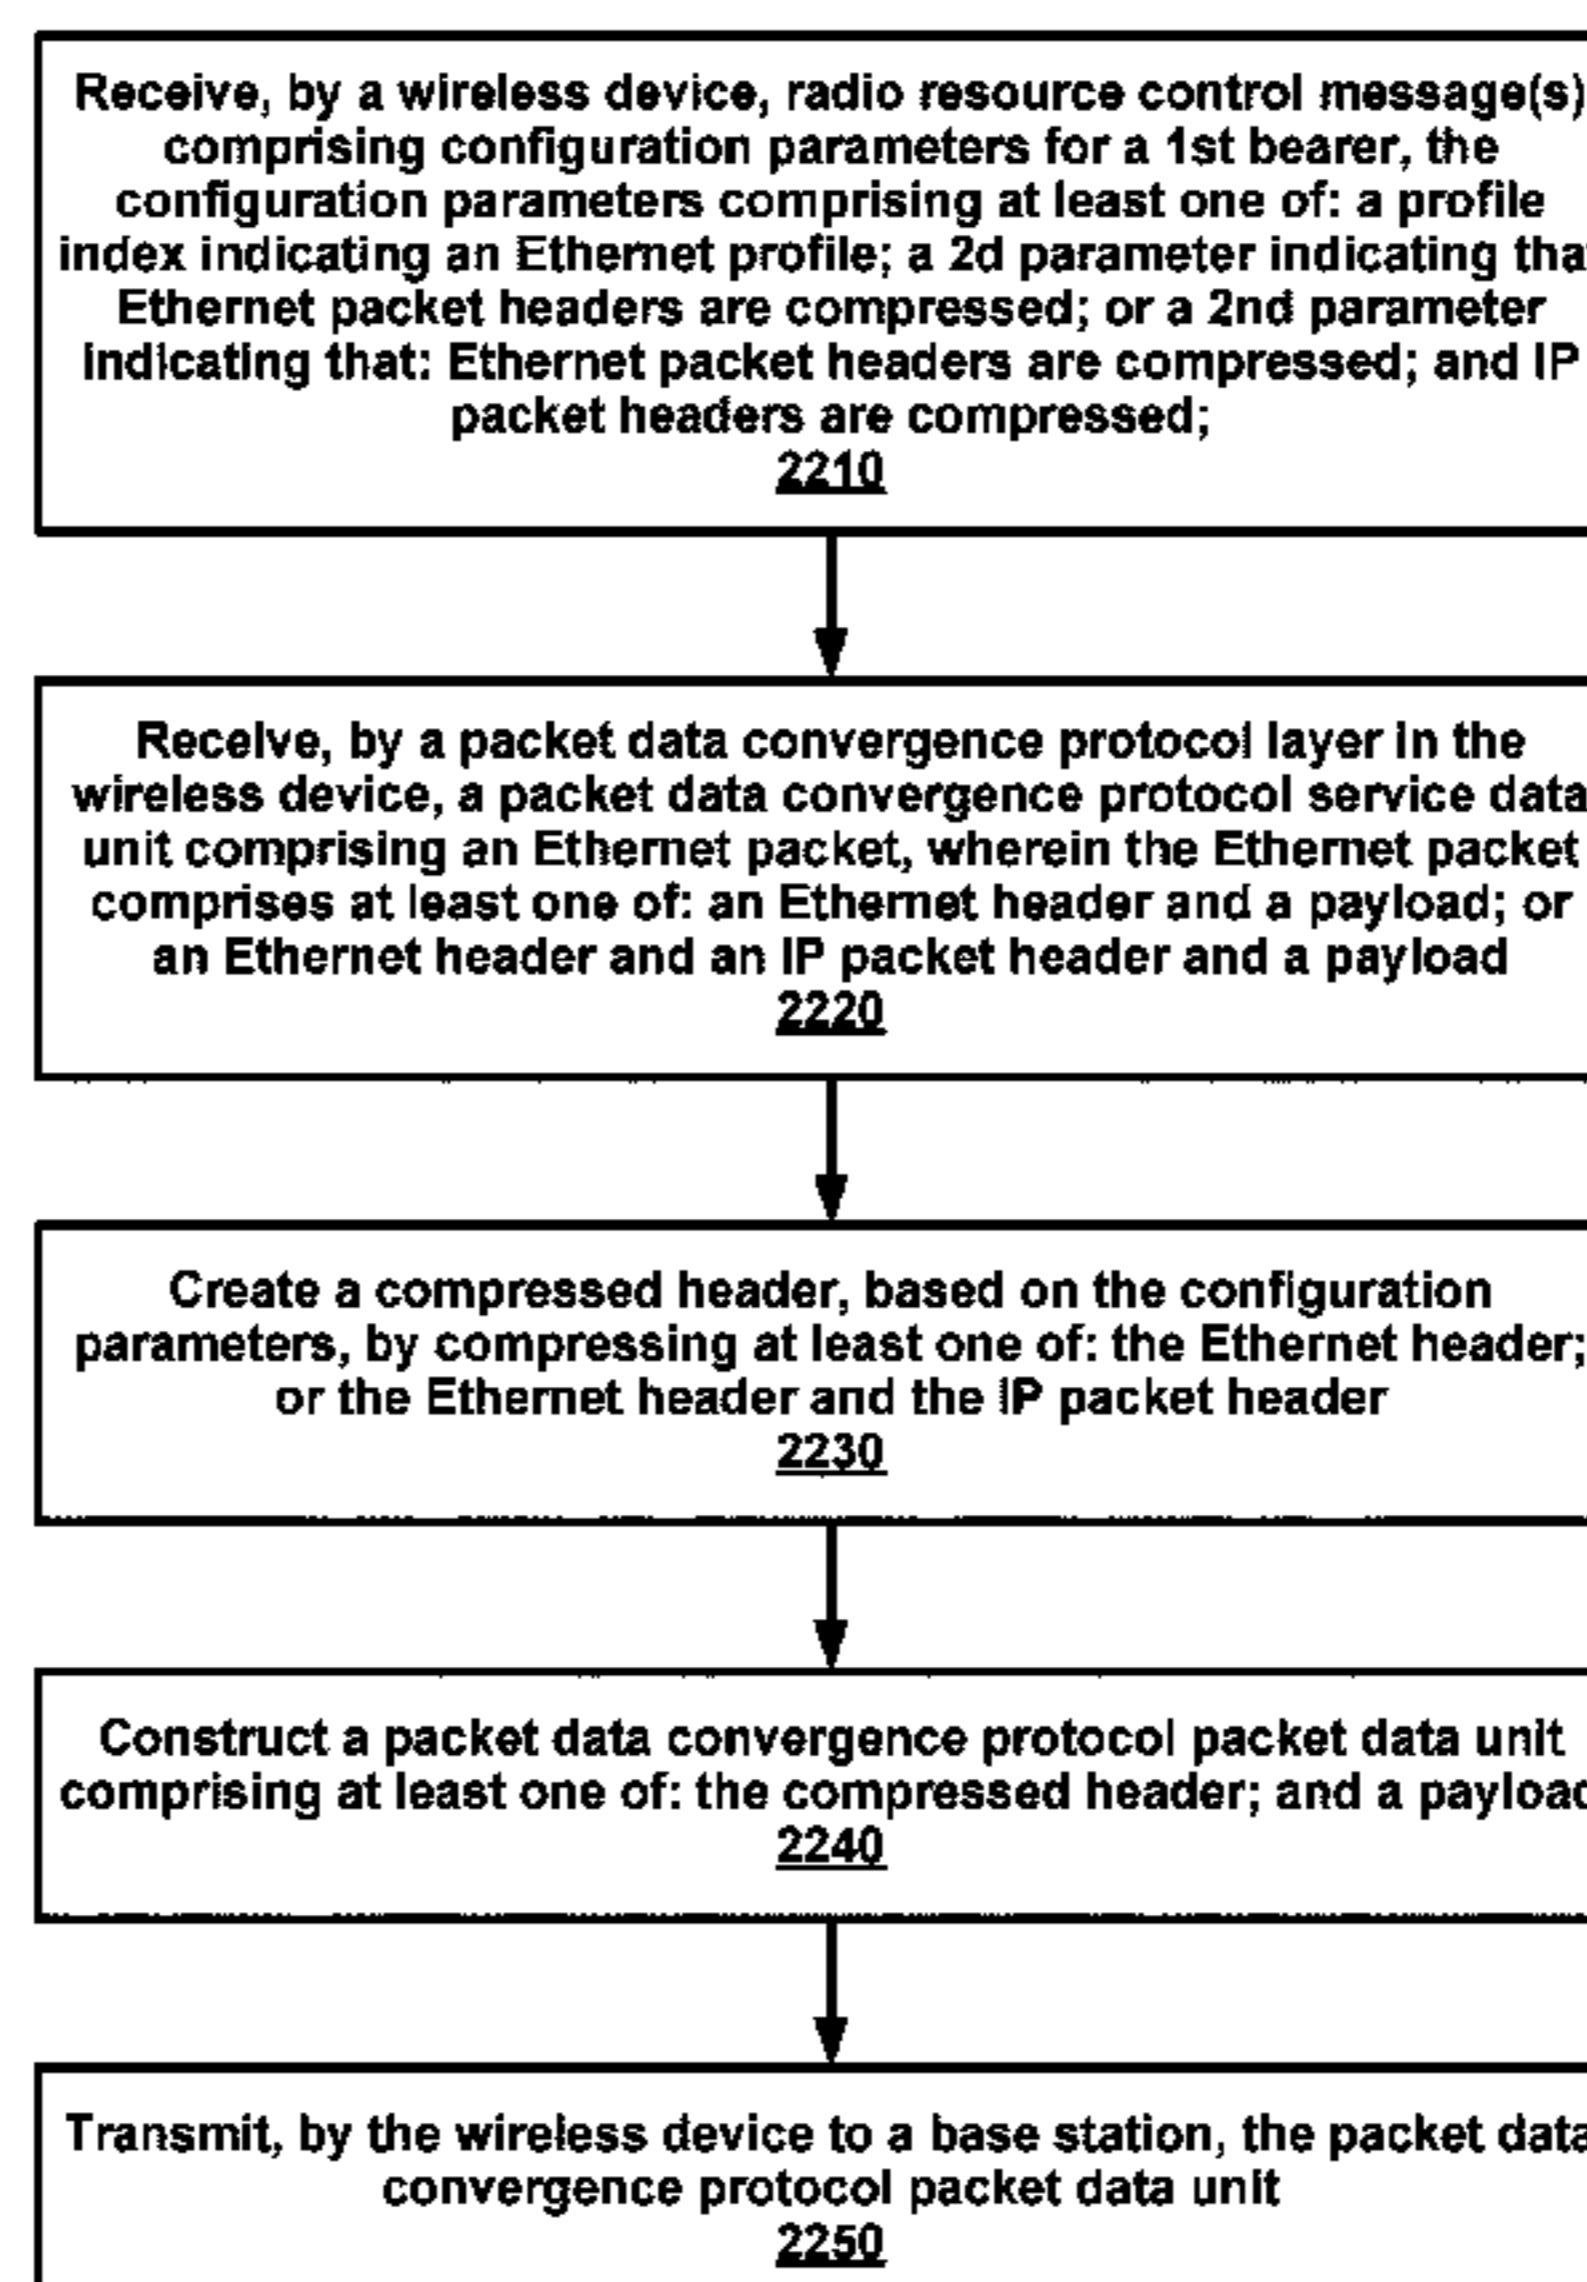 Receive, by a wireless device, radio resource control message(s)
comprising configuration parameters for a 1st bearer, the
configuration parameters comprising at least one of: a profile
index indicating an Ethernet profile; a 2d parameter indicating that
Ethernet packet headers are compressed; or a 2nd parameter
indicating that: Ethernet packet headers are compressed; and IP
packet headers are compressed;
2210
Receive, by a packet data convergence protocol layer in the
wireless device, a packet data convergence protocol service data
unit comprising an Ethernet packet, wherein the Ethernet packet
comprises at least one of: an Ethernet header and a payload; or
an Ethernet header and an IP packet header and a payload
2220
Create a compressed header, based on the configuration
parameters, by compressing at least one of: the Ethernet header;
or the Ethernet header and the IP packet header
2230
Construct a packet data convergence protocol packet data unit
comprising at least one of: the compressed header; and a payload
2240
Transmit, by the wireless device to a base station, the packet data
convergence protocol packet data unit
2250